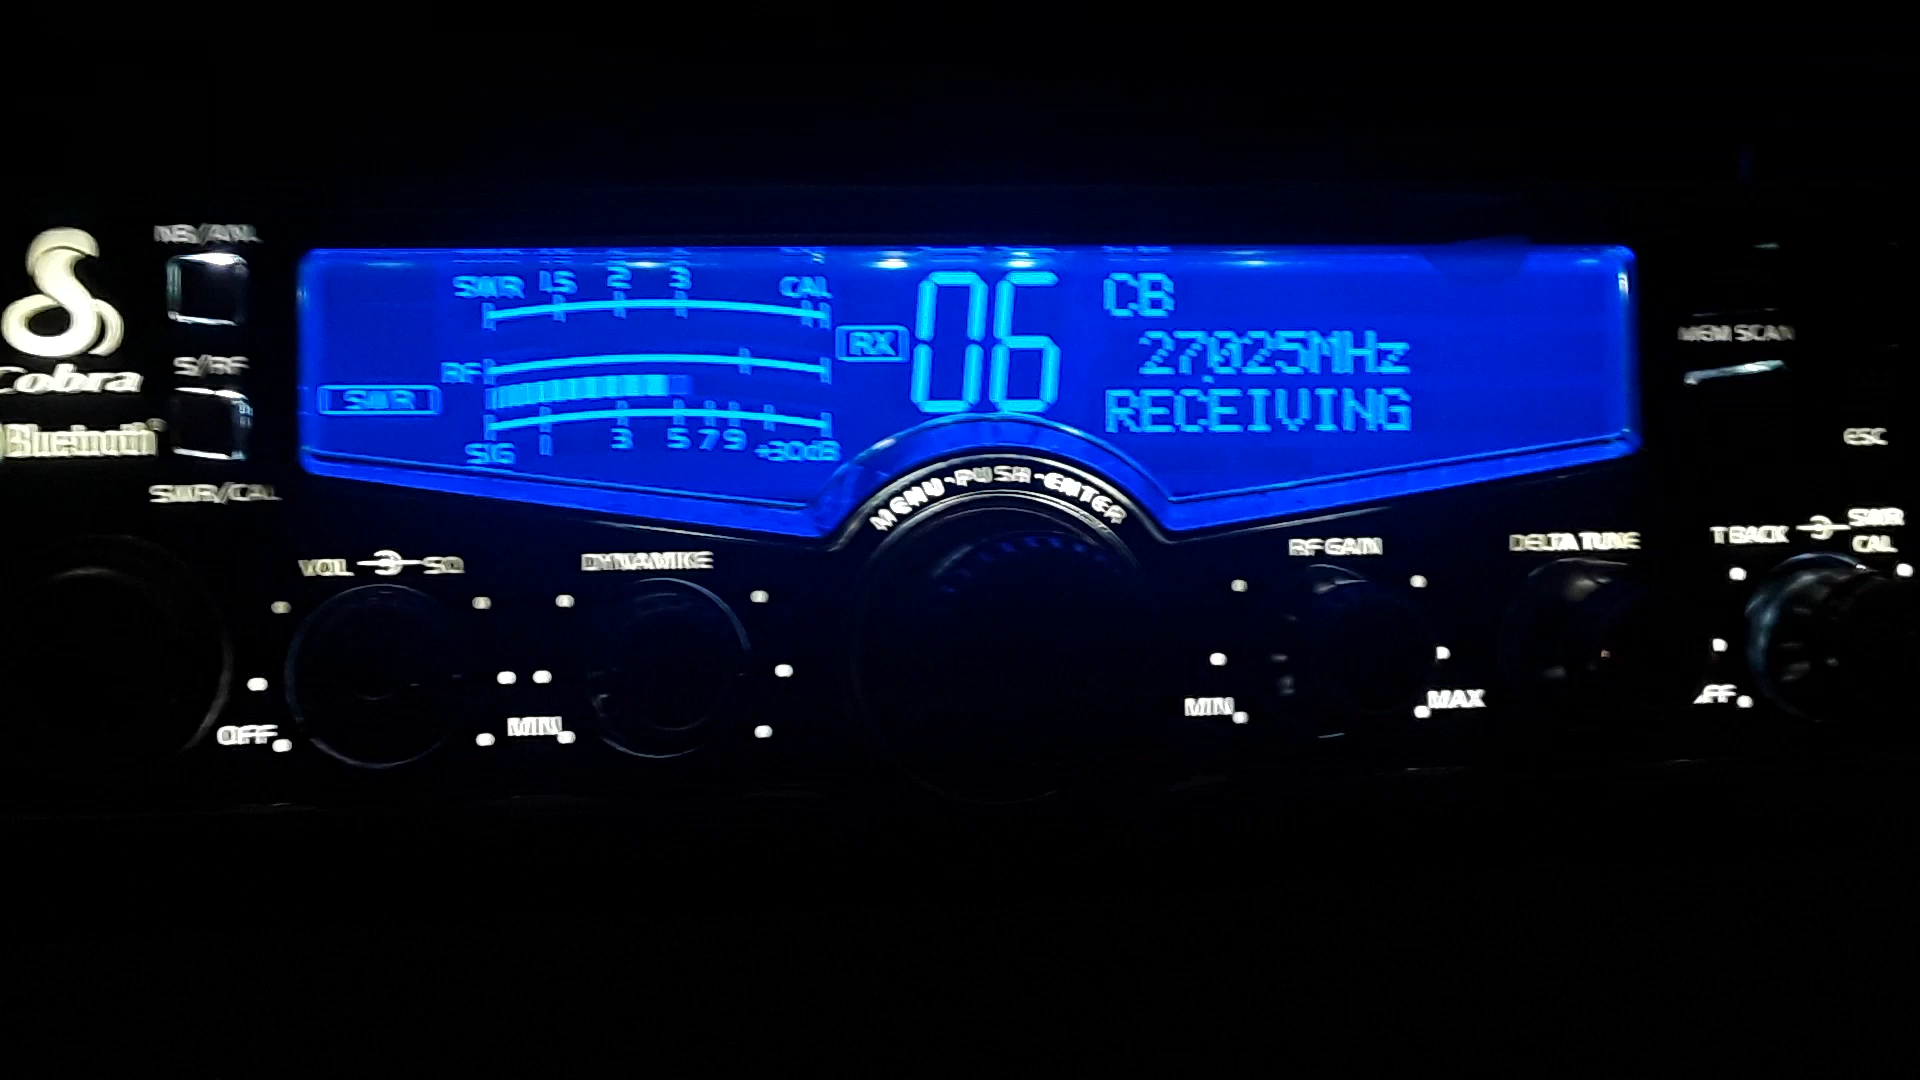 NB/ANL
S/RF
Cobra
Bluetooth
SWR/CAL
SWR 1.5 2 3 CAL
RF
SWR
SIG 1 3 5 7 9 +30dB
RX
06
CB
27.025MHz
RECEIVING
MENU·PUSH·ENTER
MEM SCAN
ESC
VOL SQ
OFF
DYNAMIKE
MIN
RF GAIN
MIN
MAX
DELTA TUNE
T BACK SWR
CAL